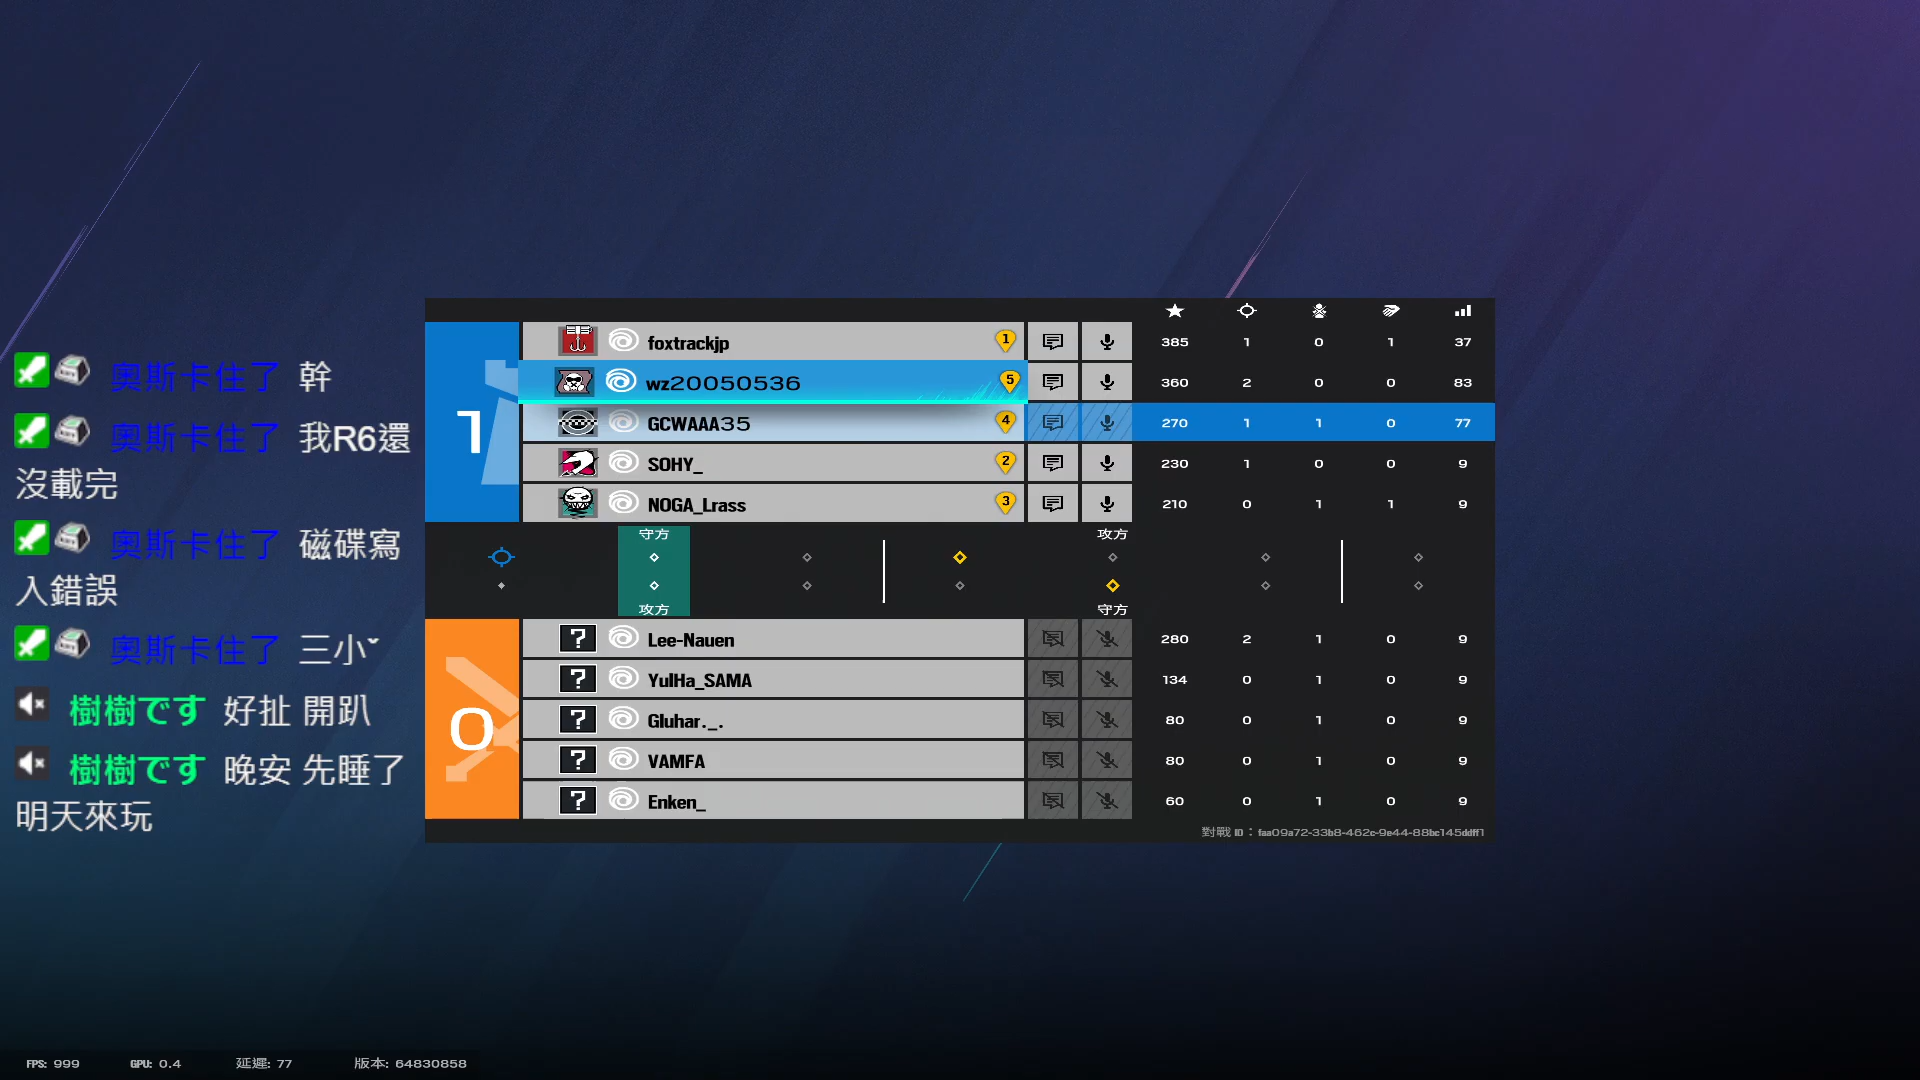 奧斯卡住了 幹
奧斯卡住了 我R6還
沒載完
奧斯卡住了 磁碟寫
入錯誤
奧斯卡住了 三小ˇ
樹樹です 好扯 開趴
樹樹です 晚安 先睡了
明天來玩
1
foxtrackjp 1 385 1 0 1 37
wz20050536 5 360 2 0 0 83
GCWAAA35 4 270 1 1 0 77
SOHY_ 2 230 1 0 0 9
NOGA_Lrass 3 210 0 1 1 9
守方 攻方
攻方 守方
0
? Lee-Nauen 280 2 1 0 9
? YulHa_SAMA 134 0 1 0 9
? Gluhar._. 80 0 1 0 9
? VAMFA 80 0 1 0 9
? Enken_ 60 0 1 0 9
對戰 ID：faa09a72-33b8-462c-9e44-88bc145ddff1
FPS: 999 GPU: 0.4 延遲: 77 版本: 64830858